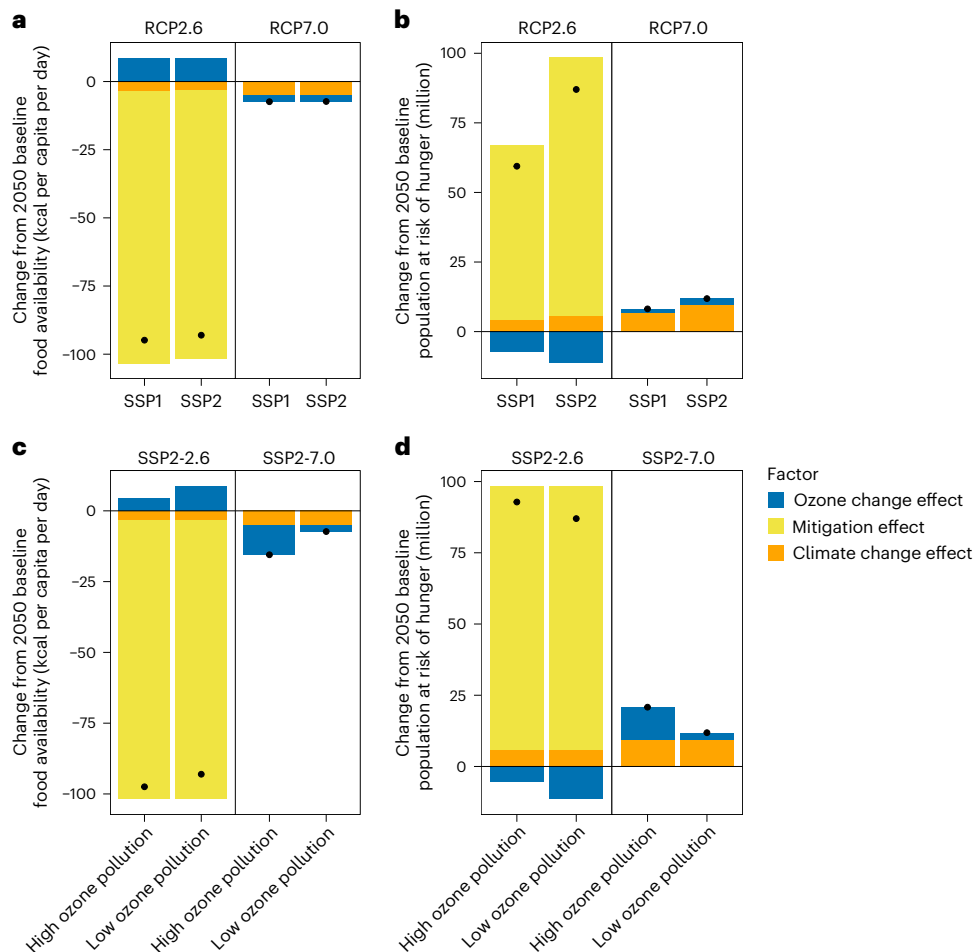 a
RCP2.6 RCP7.0
Change from 2050 baseline
food availability (kcal per capita per day)
0
−25
−50
−75
−100
SSP1 SSP2 SSP1 SSP2
b
RCP2.6 RCP7.0
Change from 2050 baseline
population at risk of hunger (million)
100
75
50
25
0
SSP1 SSP2 SSP1 SSP2
c
SSP2-2.6 SSP2-7.0
Change from 2050 baseline
food availability (kcal per capita per day)
0
−25
−50
−75
−100
High ozone pollution
Low ozone pollution
High ozone pollution
Low ozone pollution
d
SSP2-2.6 SSP2-7.0
Change from 2050 baseline
population at risk of hunger (million)
100
75
50
25
0
High ozone pollution
Low ozone pollution
High ozone pollution
Low ozone pollution
Factor
Ozone change effect
Mitigation effect
Climate change effect